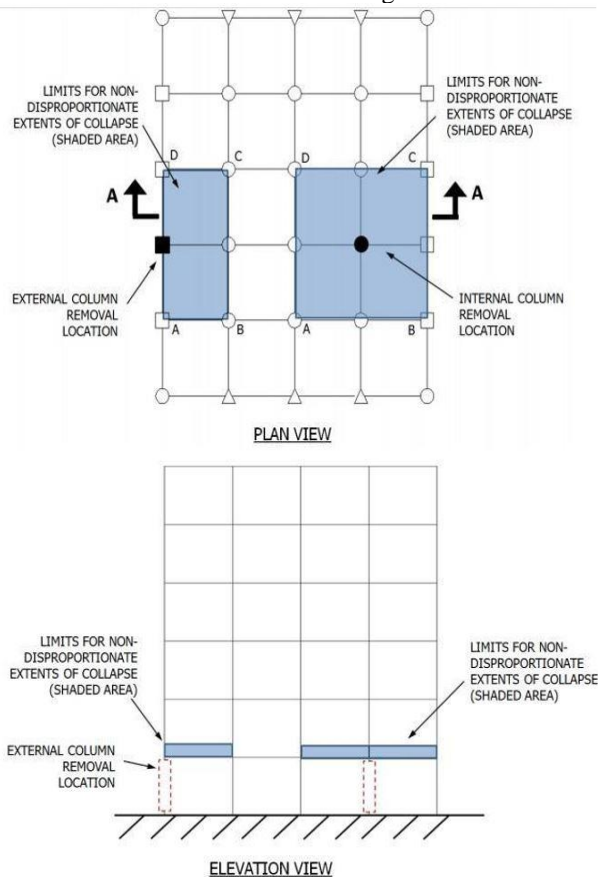 g
LIMITS FOR NON-
DISPROPORTIONATE
EXTENTS OF COLLAPSE
(SHADED AREA)
LIMITS FOR NON-
DISPROPORTIONATE
EXTENTS OF COLLAPSE
(SHADED AREA)
D
C
D
C
A
A
EXTERNAL COLUMN
REMOVAL
LOCATION
A
B
A
B
INTERNAL COLUMN
REMOVAL
LOCATION
PLAN VIEW
LIMITS FOR NON-
DISPROPORTIONATE
EXTENTS OF COLLAPSE
(SHADED AREA)
LIMITS FOR NON-
DISPROPORTIONATE
EXTENTS OF COLLAPSE
(SHADED AREA)
EXTERNAL COLUMN
REMOVAL
LOCATION
ELEVATION VIEW